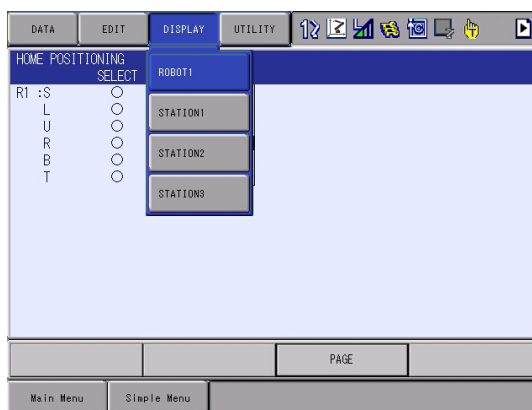 DATA EDIT DISPLAY UTILITY
HOME POSITIONING
SELECT
R1 :S
L
U
R
B
T
ROBOT1
STATION1
STATION2
STATION3
PAGE
Main Menu Simple Menu